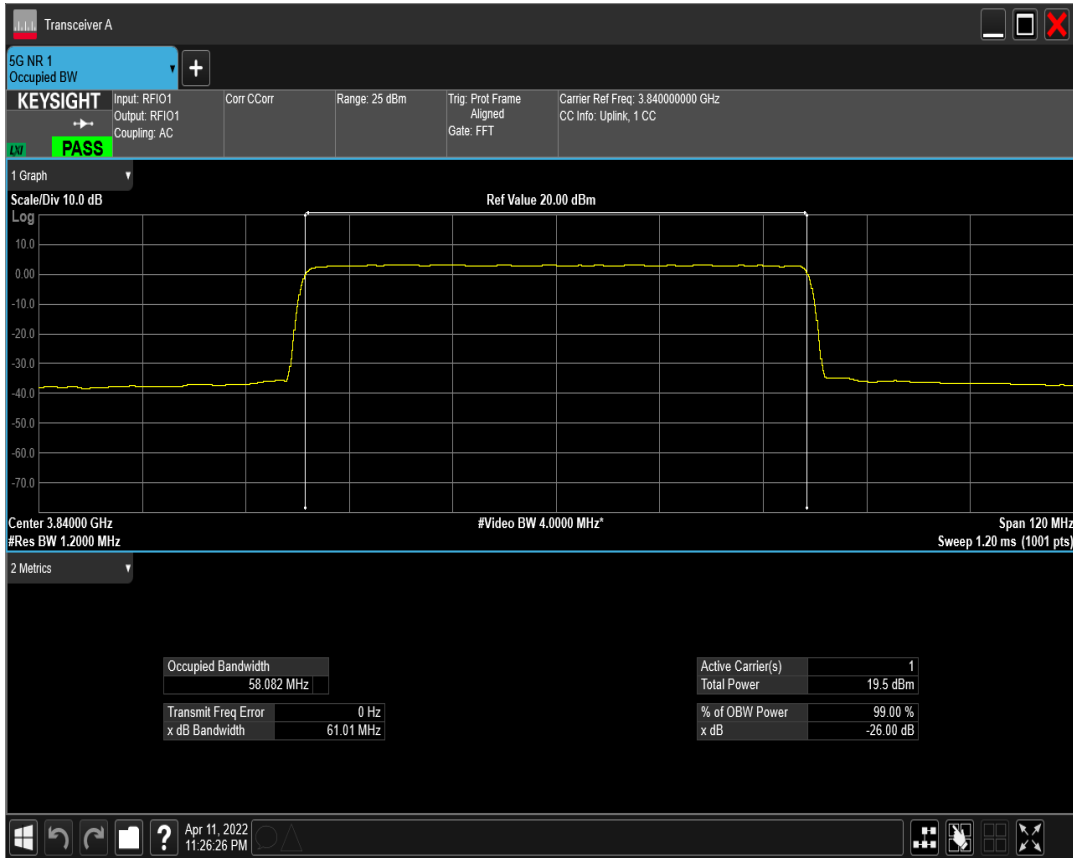 Transceiver A
5G NR 1
Occupied BW
KEYSIGHT
LXI
PASS
Input: RFIO1
Output: RFIO1
Coupling: AC
Corr CCorr
Range: 25 dBm
Trig: Prot Frame
Aligned
Gate: FFT
Carrier Ref Freq: 3.840000000 GHz
CC Info: Uplink, 1 CC
1 Graph
Scale/Div 10.0 dB
Ref Value 20.00 dBm
Log
10.0
0.00
-10.0
-20.0
-30.0
-40.0
-50.0
-60.0
-70.0
Center 3.84000 GHz
#Video BW 4.0000 MHz*
Span 120 MHz
#Res BW 1.2000 MHz
Sweep 1.20 ms (1001 pts)
2 Metrics
Occupied Bandwidth
58.082 MHz
Transmit Freq Error 0 Hz
x dB Bandwidth 61.01 MHz
Active Carrier(s) 1
Total Power 19.5 dBm
% of OBW Power 99.00 %
x dB -26.00 dB
?
Apr 11, 2022
11:26:26 PM